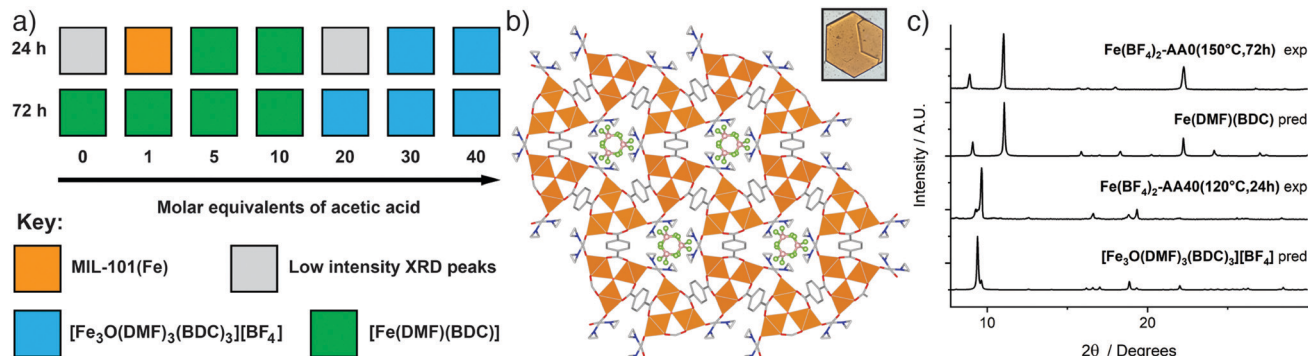 a)
24 h
72 h
0 1 5 10 20 30 40
Molar equivalents of acetic acid
Key:
MIL-101(Fe)
Low intensity XRD peaks
[Fe₃O(DMF)₃(BDC)₃][BF₄]
[Fe(DMF)(BDC)]
b)
c)
Intensity / A.U.
Fe(BF₄)₂-AA0(150°C,72h) exp
Fe(DMF)(BDC) pred
Fe(BF₄)₂-AA40(120°C,24h) exp
[Fe₃O(DMF)₃(BDC)₃][BF₄] pred
10 20
2θ / Degrees